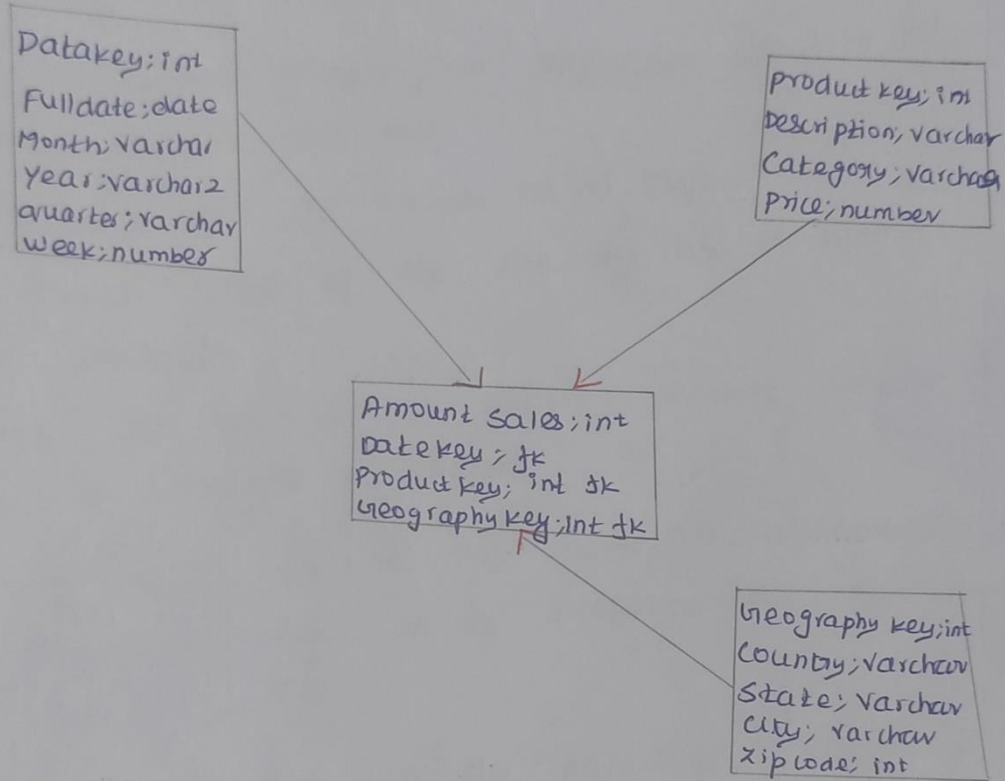 Datakey; int
Fulldate; date
Month; varchar
Year; varchar2
quarter; varchar
week; number
product key; int
Description; varchar
Category; varchar
Price; number
Amount sales; int
Date key; fk
Product key; int fk
Geography key; int fk
Geography key; int
Country; varchar
State; varchar
City; varchar
Zip code; int